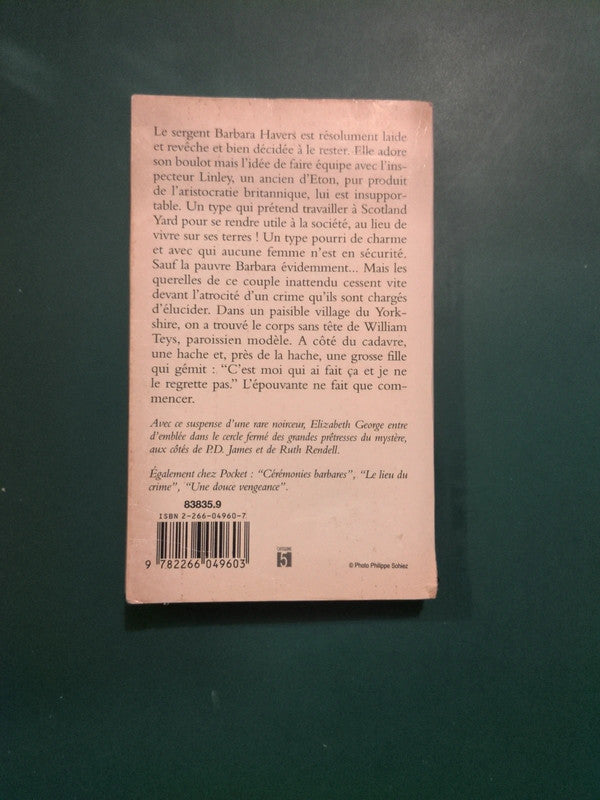 Le sergent Barbara Havers est résolument laide
et revêche et bien décidée à le rester. Elle adore
son boulot mais l'idée de faire équipe avec l'ins-
pecteur Linley, un ancien d'Eton, pur produit
de l'aristocratie britannique, lui est insuppor-
table. Un type qui prétend travailler à Scotland
Yard pour se rendre utile à la société, au lieu de
vivre sur ses terres ! Un type pourri de charme
et avec qui aucune femme n'est en sécurité.
Sauf la pauvre Barbara évidemment... Mais les
querelles de ce couple inattendu cessent vite
devant l'atrocité d'un crime qu'ils sont chargés
d'élucider. Dans un paisible village du York-
shire, on a trouvé le corps sans tête de William
Teys, paroissien modèle. A côté du cadavre,
une hache et, près de la hache, une grosse fille
qui gémit : “C'est moi qui ai fait ça et je ne
le regrette pas.” L'épouvante ne fait que com-
mencer.
Avec ce suspense d'une rare noirceur, Elizabeth George entre
d'emblée dans le cercle fermé des grandes prêtresses du mystère,
aux côtés de P.D. James et de Ruth Rendell.
Également chez Pocket : “Cérémonies barbares”, “Le lieu du
crime”, “Une douce vengeance”.
83835.9
ISBN 2-266-04960-7
9 782266 049603
CATÉGORIE
5
© Photo Philippe Sohiez